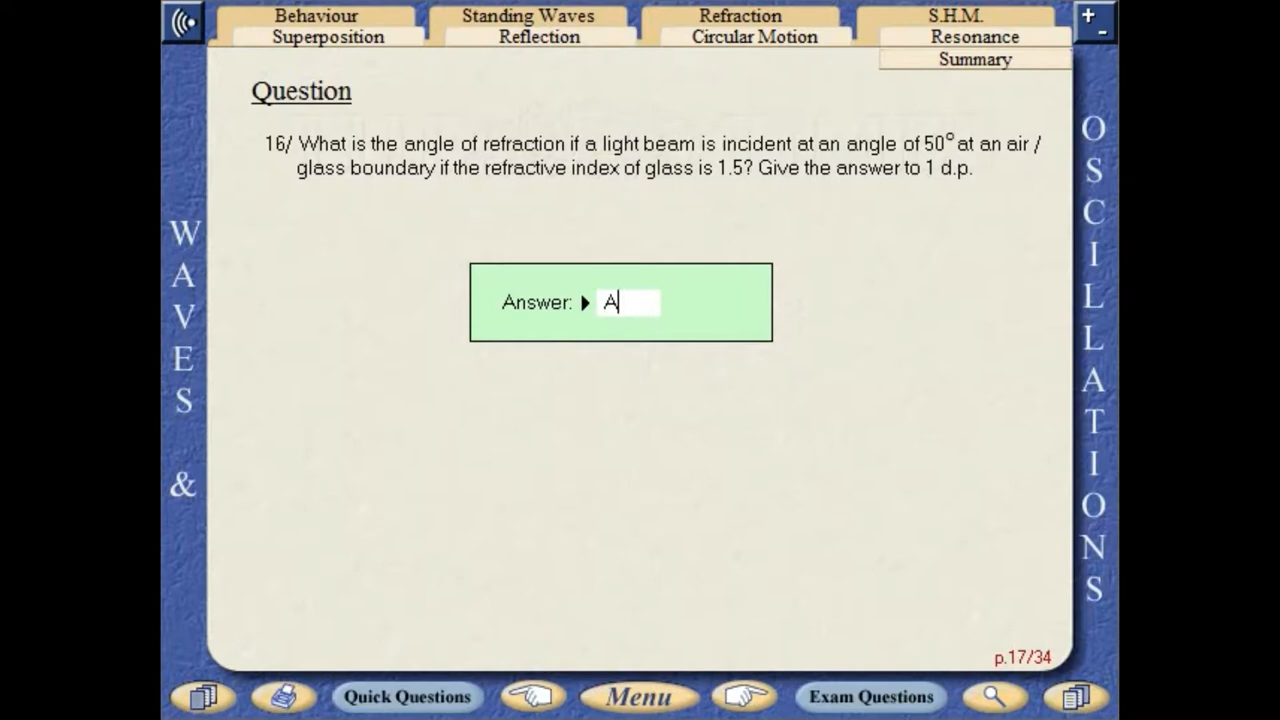 Behaviour
Standing Waves
Refraction
S.H.M.
+
-
Superposition
Reflection
Circular Motion
Resonance
Summary
Question
16/ What is the angle of refraction if a light beam is incident at an angle of 50° at an air /
glass boundary if the refractive index of glass is 1.5? Give the answer to 1 d.p.
Answer: A
WAVES &
OSCILLATIONS
p.17/34
Quick Questions
Menu
Exam Questions